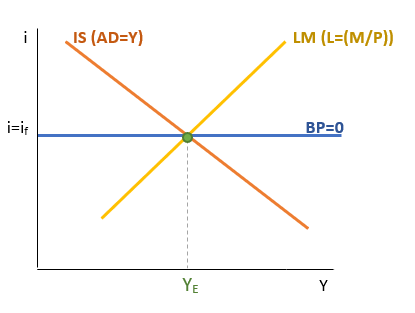 i
IS (AD=Y)
LM (L=(M/P))
i=if
BP=0
YE
Y